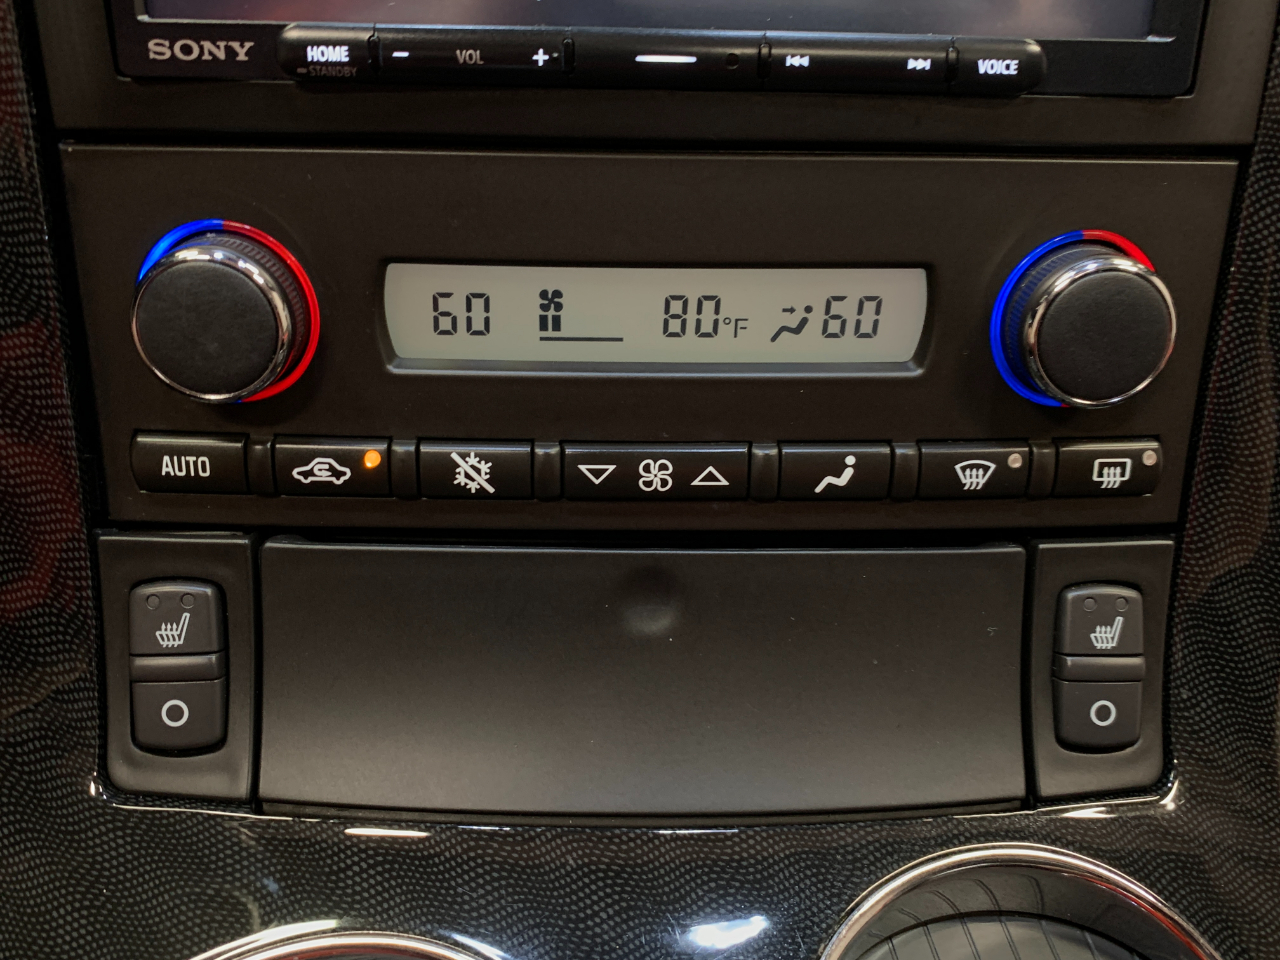 SONY
HOME
STANDBY
VOL
VOICE
60 80°F 60
AUTO